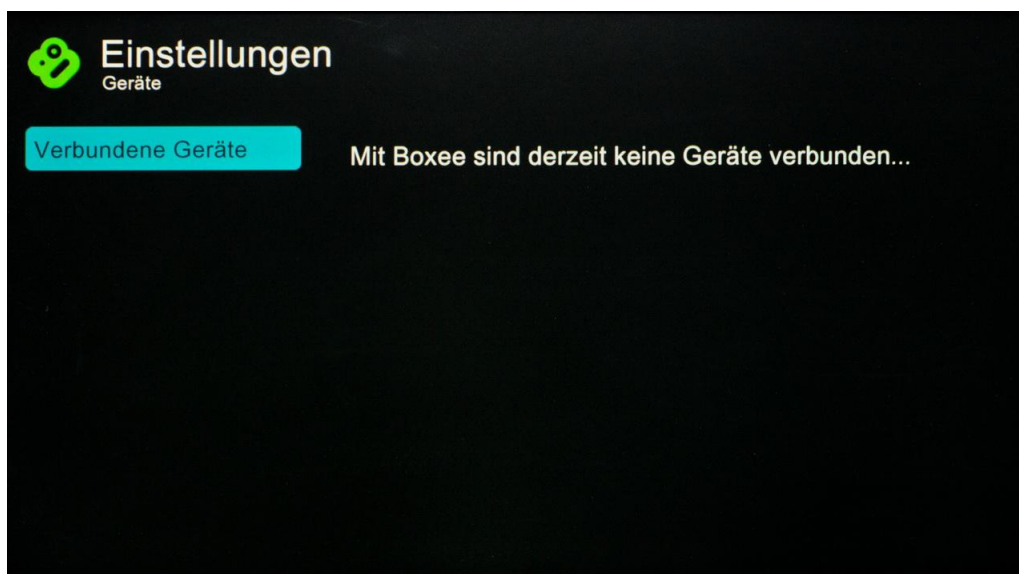 Einstellungen
Geräte
Verbundene Geräte
Mit Boxee sind derzeit keine Geräte verbunden...